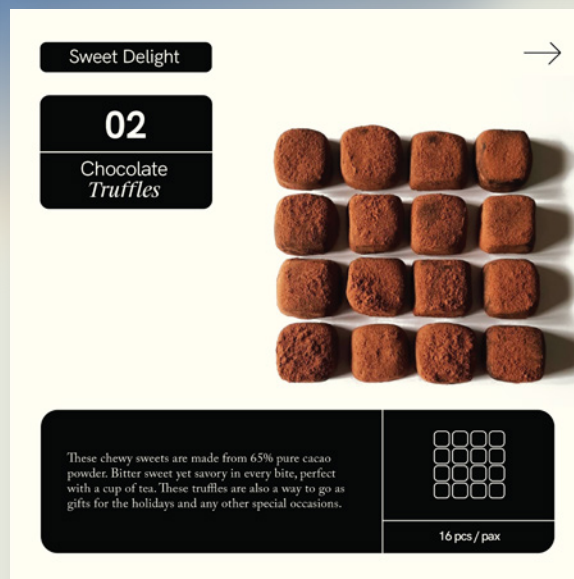 Sweet Delight
02
Chocolate
Truffles
These chewy sweets are made from 65% pure cacao
powder. Bitter sweet yet savory in every bite, perfect
with a cup of tea. These truffles are also a way to go as
gifts for the holidays and any other special occasions.
16 pcs / pax